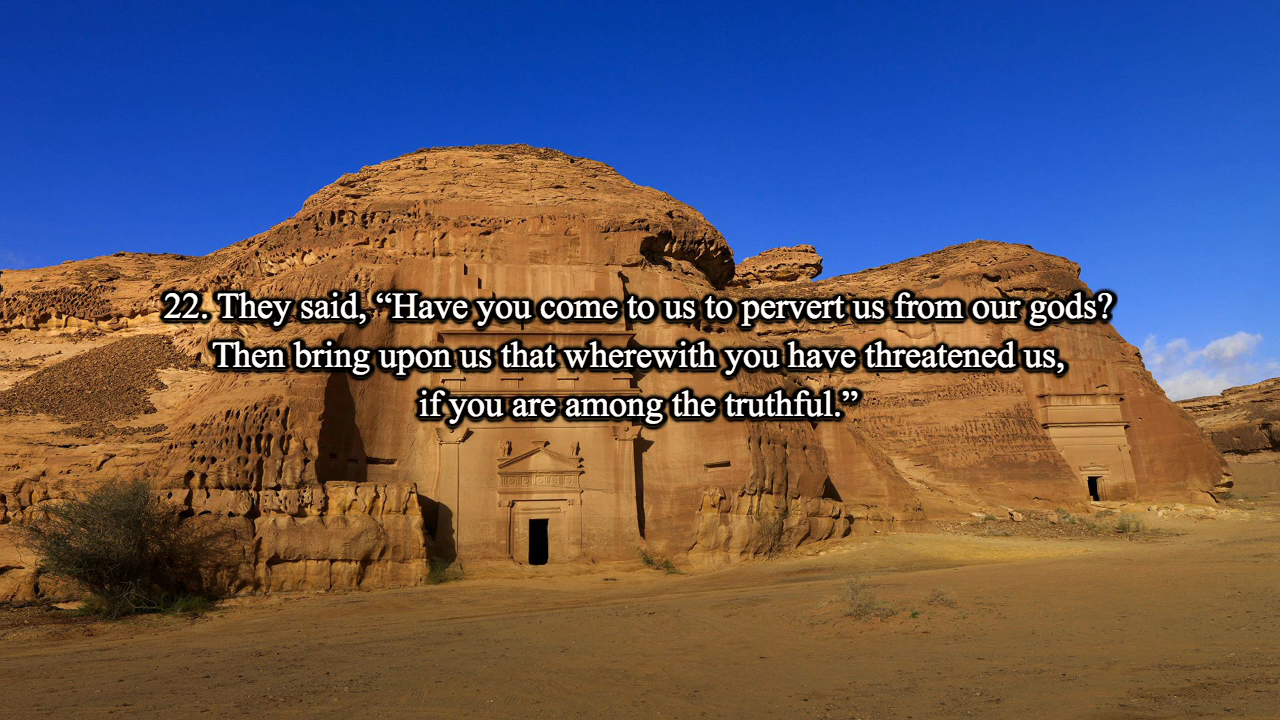 22. They said, “Have you come to us to pervert us from our gods?
Then bring upon us that wherewith you have threatened us,
if you are among the truthful.”